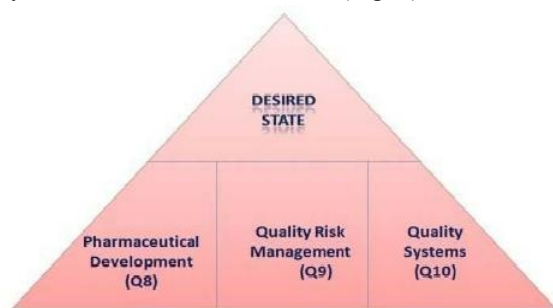 DESIRED
STATE
Pharmaceutical
Development
(Q8)
Quality Risk
Management
(Q9)
Quality
Systems
(Q10)